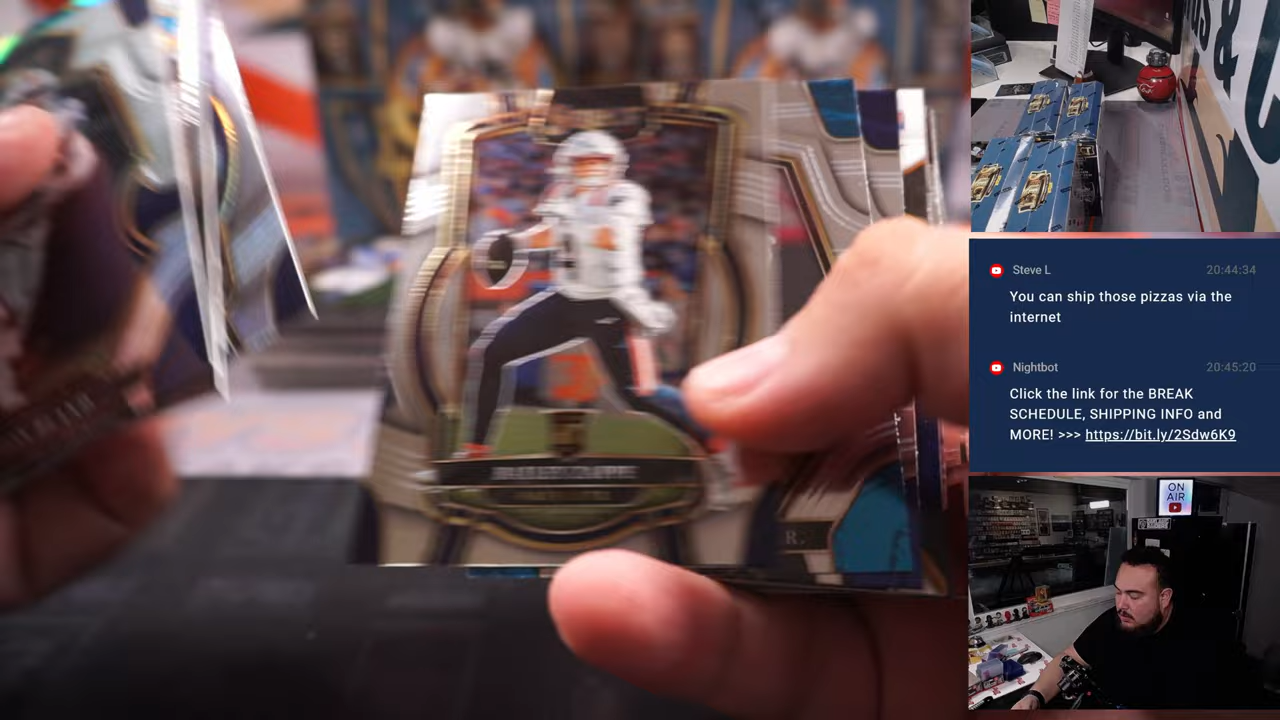 Steve L 20:44:34
You can ship those pizzas via the
internet
Nightbot 20:45:20
Click the link for the BREAK
SCHEDULE, SHIPPING INFO and
MORE! >>> https://bit.ly/2Sdw6K9
ON
AIR